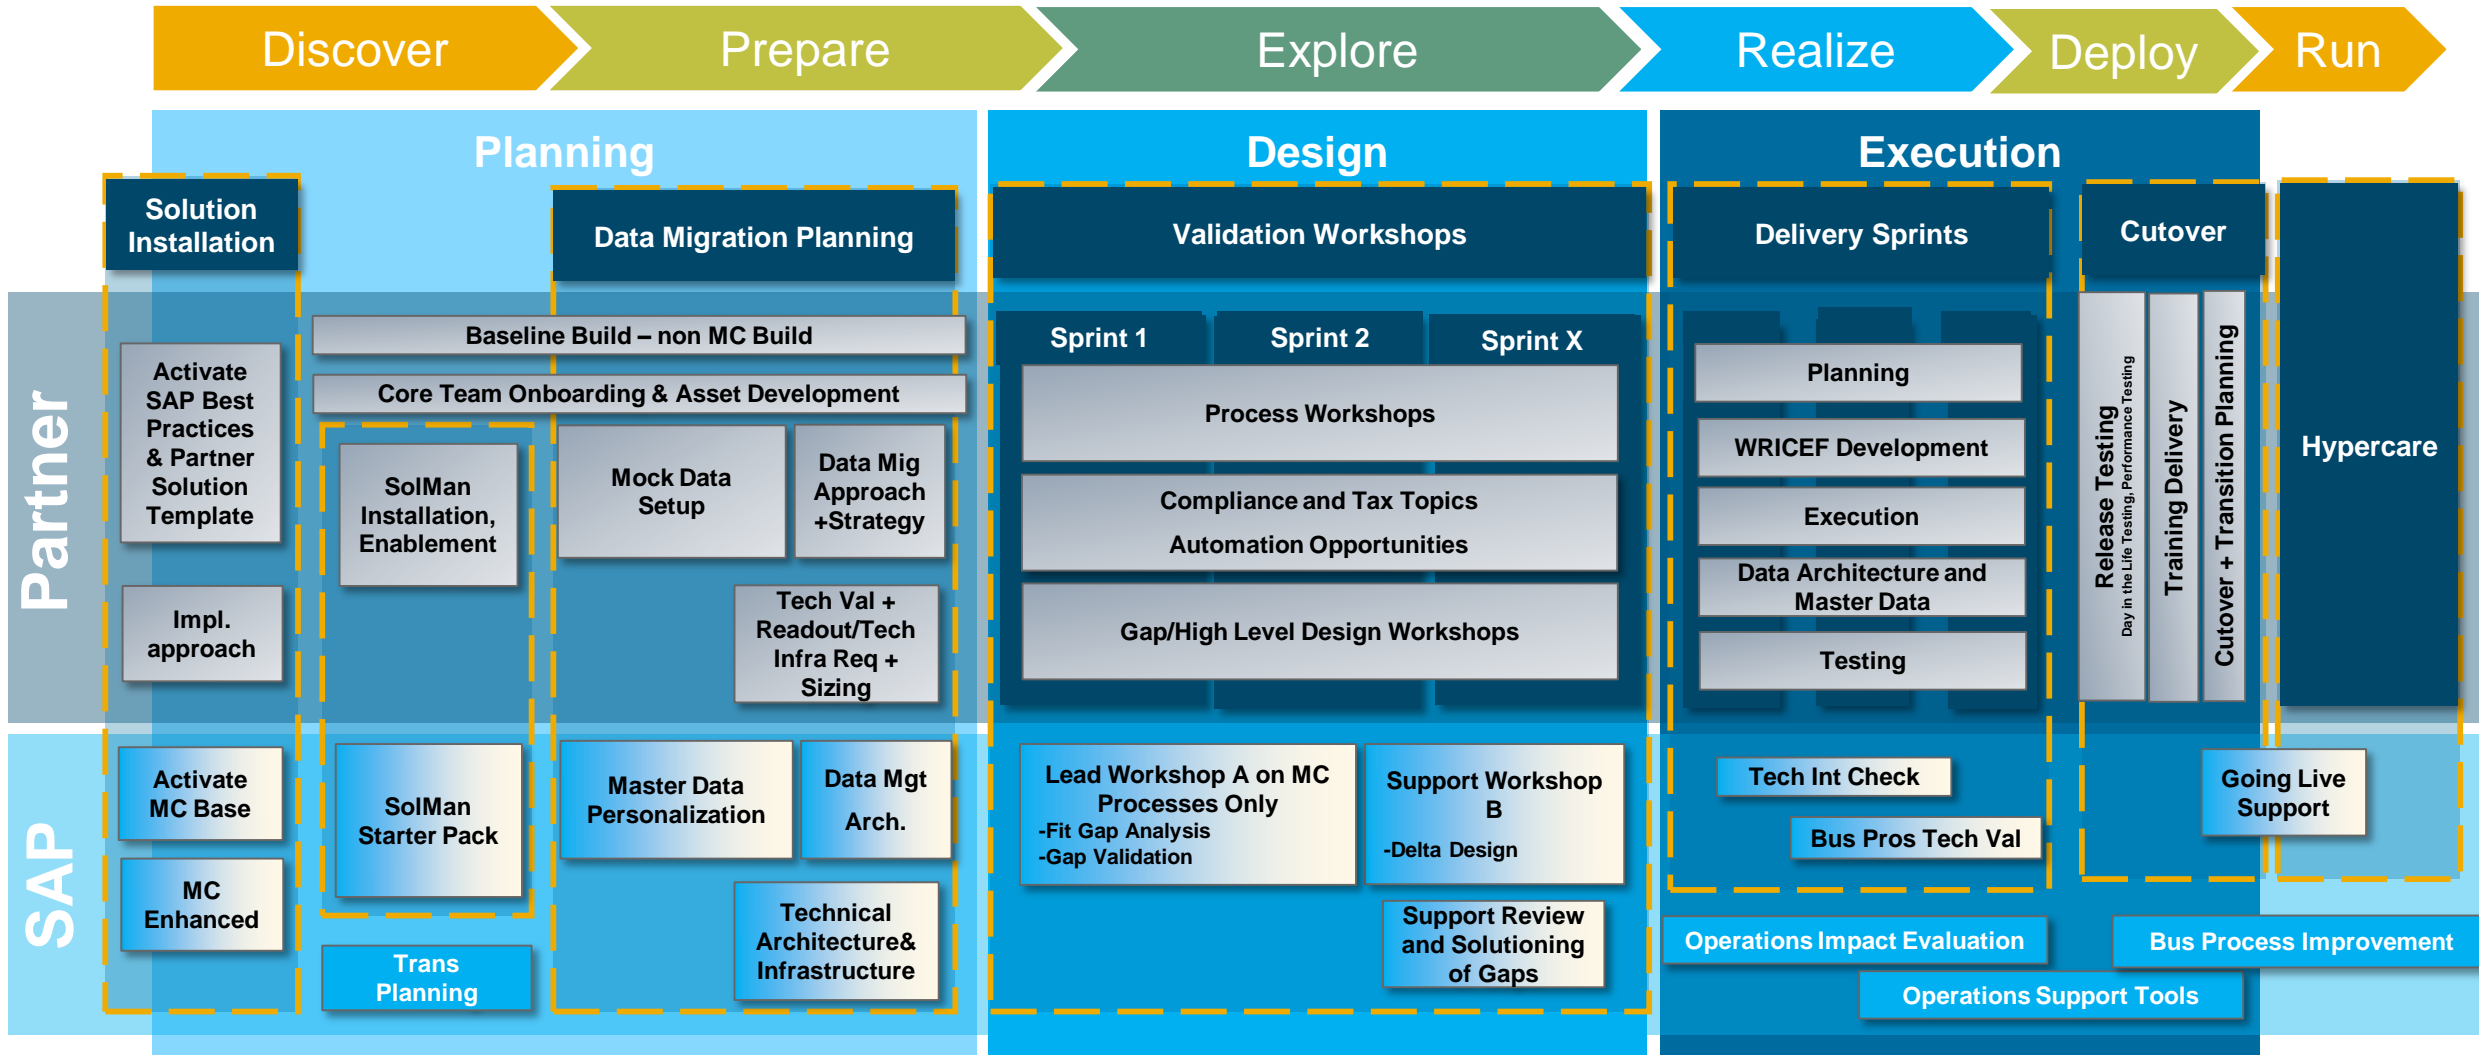 Discover
Prepare
Explore
Realize
Deploy
Run
Planning
Design
Execution
Solution
Installation
Data Migration Planning
Validation Workshops
Delivery Sprints
Cutover
Partner
Baseline Build – non MC Build
Core Team Onboarding & Asset Development
Activate
SAP Best
Practices
& Partner
Solution
Template
Impl.
approach
SolMan
Installation,
Enablement
Mock Data
Setup
Data Mig
Approach
+Strategy
Tech Val +
Readout/Tech
Infra Req +
Sizing
Sprint 1
Sprint 2
Sprint X
Process Workshops
Compliance and Tax Topics
Automation Opportunities
Gap/High Level Design Workshops
Planning
WRICEF Development
Execution
Data Architecture and
Master Data
Testing
Release Testing
Day in the Life Testing, Performance Testing
Training Delivery
Cutover + Transition Planning
Hypercare
SAP
Activate
MC Base
MC
Enhanced
SolMan
Starter Pack
Trans
Planning
Master Data
Personalization
Data Mgt
Arch.
Technical
Architecture&
Infrastructure
Lead Workshop A on MC
Processes Only
-Fit Gap Analysis
-Gap Validation
Support Workshop
B
-Delta Design
Support Review
and Solutioning
of Gaps
Tech Int Check
Bus Pros Tech Val
Going Live
Support
Operations Impact Evaluation
Bus Process Improvement
Operations Support Tools